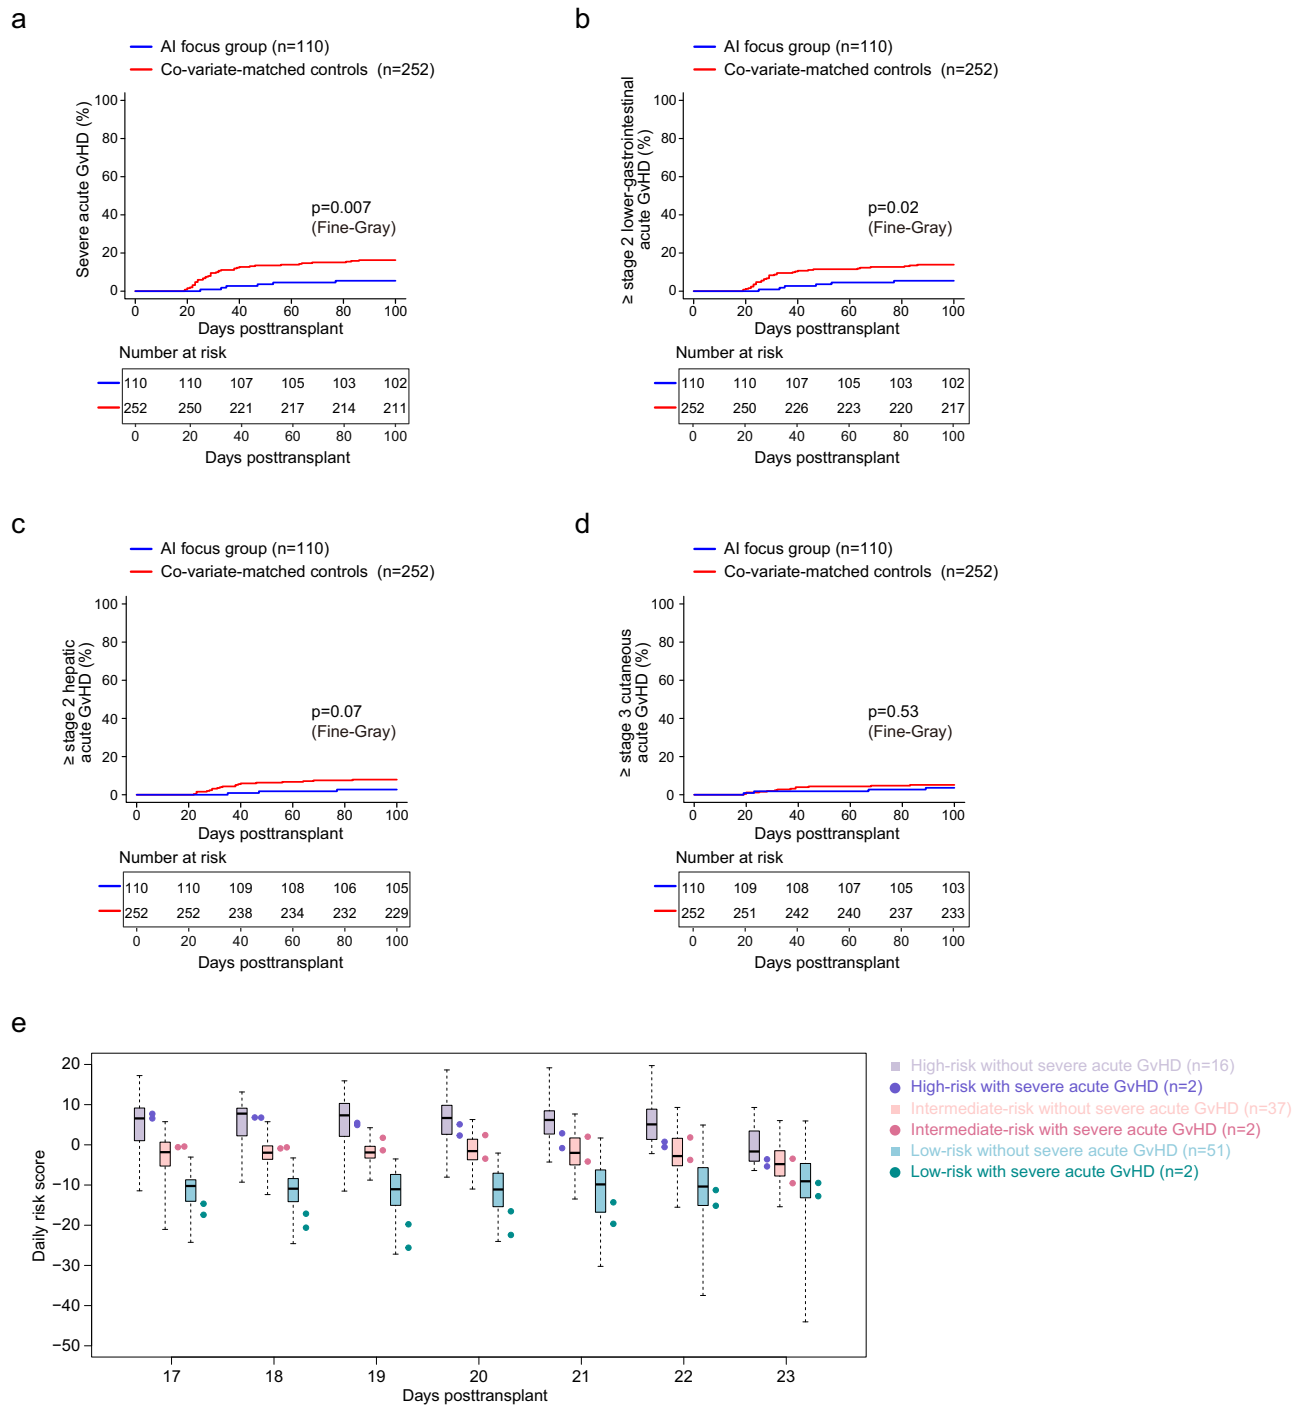 a
AI focus group (n=110)
Co-variate-matched controls (n=252)
Severe acute GvHD (%)
100
80
60
40
20
0
p=0.007
(Fine-Gray)
0 20 40 60 80 100
Days posttransplant
Number at risk
110 110 107 105 103 102
252 250 221 217 214 211
0 20 40 60 80 100
Days posttransplant
b
AI focus group (n=110)
Co-variate-matched controls (n=252)
≥ stage 2 lower-gastrointestinal
acute GvHD (%)
100
80
60
40
20
0
p=0.02
(Fine-Gray)
0 20 40 60 80 100
Days posttransplant
Number at risk
110 110 107 105 103 102
252 250 226 223 220 217
0 20 40 60 80 100
Days posttransplant
c
AI focus group (n=110)
Co-variate-matched controls (n=252)
≥ stage 2 hepatic
acute GvHD (%)
100
80
60
40
20
0
p=0.07
(Fine-Gray)
0 20 40 60 80 100
Days posttransplant
Number at risk
110 110 109 108 106 105
252 252 238 234 232 229
0 20 40 60 80 100
Days posttransplant
d
AI focus group (n=110)
Co-variate-matched controls (n=252)
≥ stage 3 cutaneous
acute GvHD (%)
100
80
60
40
20
0
p=0.53
(Fine-Gray)
0 20 40 60 80 100
Days posttransplant
Number at risk
110 109 108 107 105 103
252 251 242 240 237 233
0 20 40 60 80 100
Days posttransplant
e
Daily risk score
20
10
0
−10
−20
−30
−40
−50
17 18 19 20 21 22 23
Days posttransplant
High-risk without severe acute GvHD (n=16)
High-risk with severe acute GvHD (n=2)
Intermediate-risk without severe acute GvHD (n=37)
Intermediate-risk with severe acute GvHD (n=2)
Low-risk without severe acute GvHD (n=51)
Low-risk with severe acute GvHD (n=2)